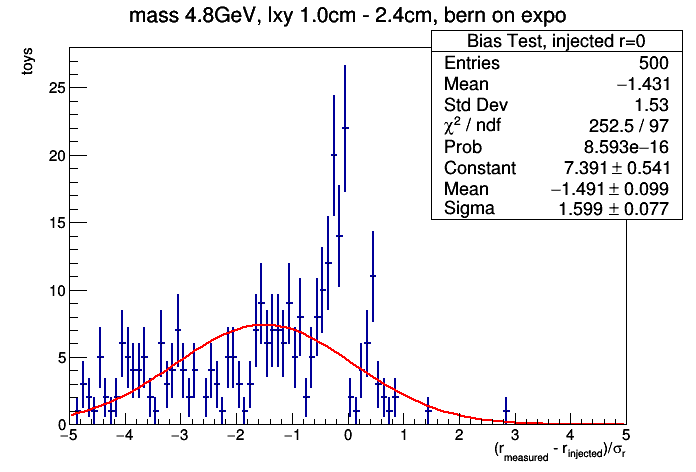 mass 4.8GeV, lxy 1.0cm - 2.4cm, bern on expo
Bias Test, injected r=0
Entries 500
Mean −1.431
Std Dev 1.53
χ² / ndf 252.5 / 97
Prob 8.593e−16
Constant 7.391 ± 0.541
Mean −1.491 ± 0.099
Sigma 1.599 ± 0.077
toys
25
20
15
10
5
0
−5 −4 −3 −2 −1 0 1 2 3 4 5
(r_measured - r_injected)/σ_r